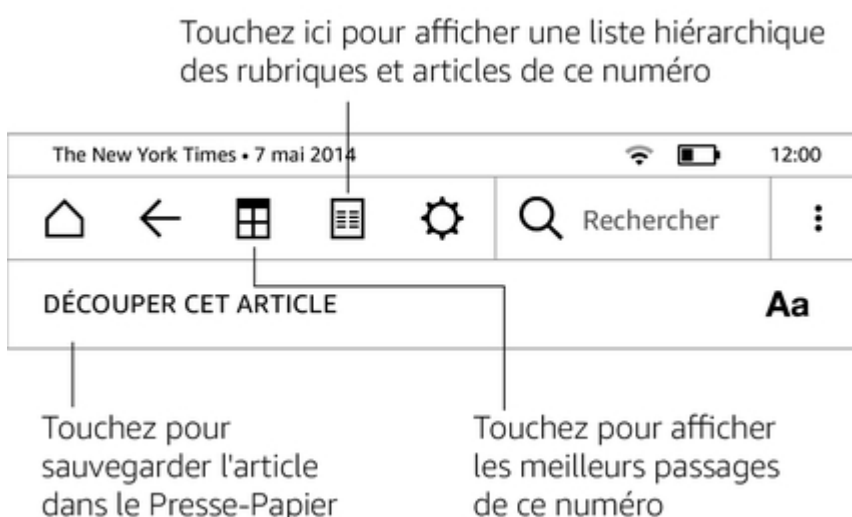 Touchez ici pour afficher une liste hiérarchique
des rubriques et articles de ce numéro
The New York Times • 7 mai 2014
12:00
Rechercher
DÉCOUPER CET ARTICLE
Aa
Touchez pour
sauvegarder l'article
dans le Presse-Papier
Touchez pour afficher
les meilleurs passages
de ce numéro